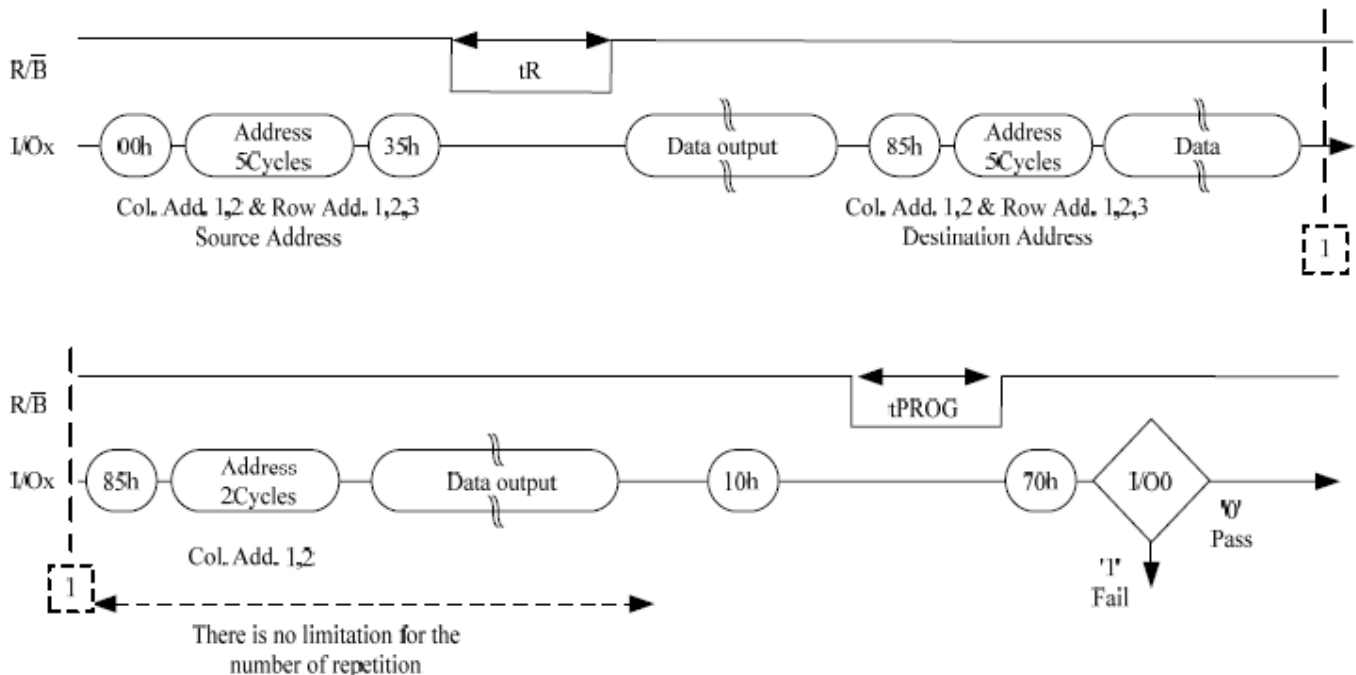 R/B
tR
I/Ox
00h
Address
5Cycles
35h
Data output
85h
Address
5Cycles
Data
Col. Add. 1,2 & Row Add. 1,2,3
Source Address
Col. Add. 1,2 & Row Add. 1,2,3
Destination Address
1
R/B
tPROG
I/Ox
85h
Address
2Cycles
Data output
10h
70h
I/O0
'0'
Pass
'1'
Fail
Col. Add. 1,2
1
There is no limitation for the
number of repetition